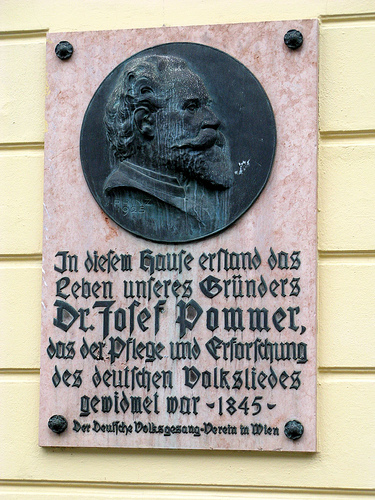 In diesem Hause erstand das
Leben unseres Gründers
Dr. Josef Pommer,
das der Pflege und Erforschung
des deutschen Volksliedes
gewidmet war - 1845 -
Der Deutsche Volksgesang-Verein in Wien